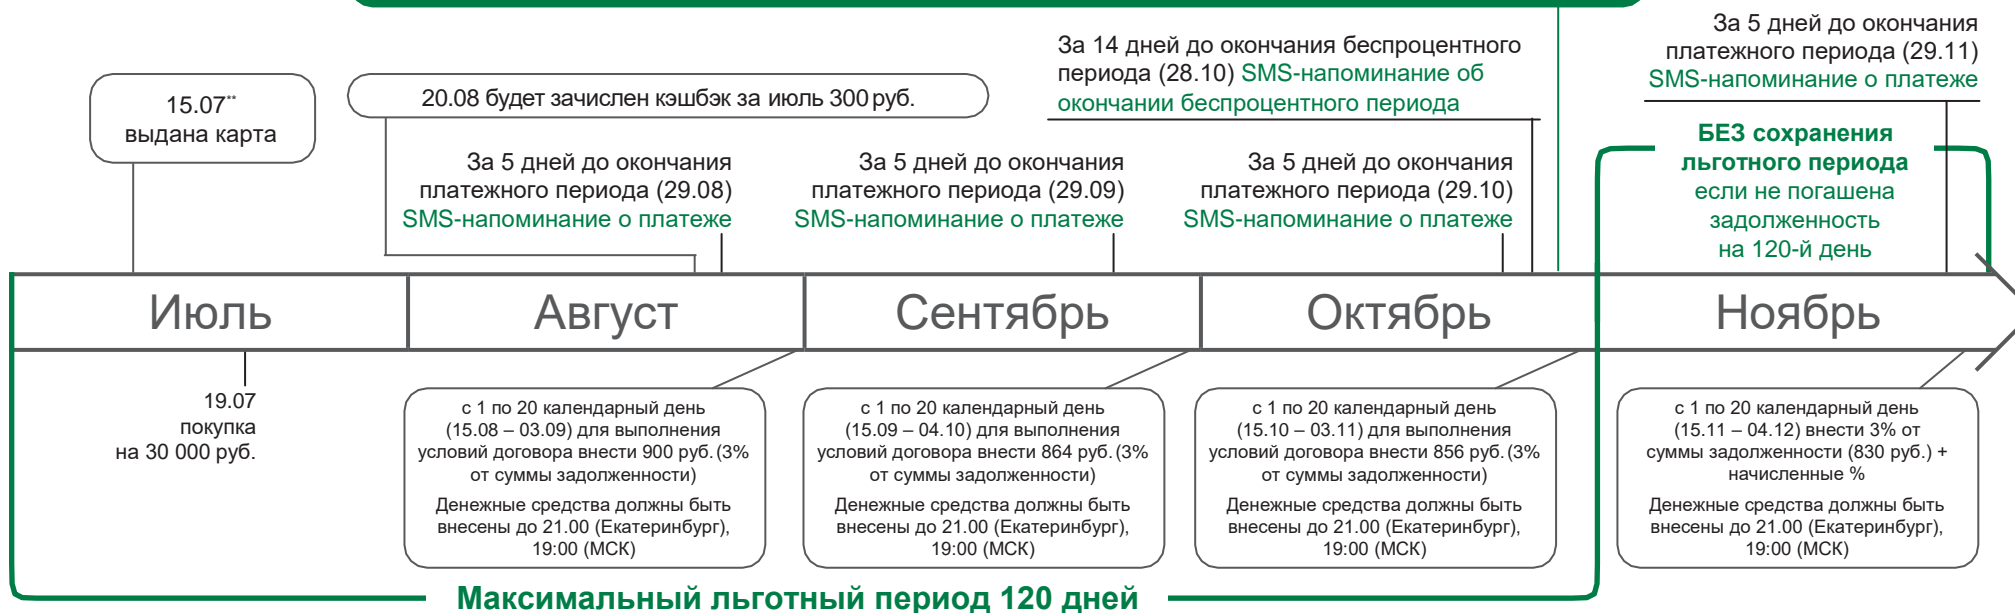 За 5 дней до окончания
платежного периода (29.11)
SMS-напоминание о платеже
За 14 дней до окончания беспроцентного
периода (28.10) SMS-напоминание об
окончании беспроцентного периода
15.07**
выдана карта
20.08 будет зачислен кэшбэк за июль 300 руб.
За 5 дней до окончания
платежного периода (29.08)
SMS-напоминание о платеже
За 5 дней до окончания
платежного периода (29.09)
SMS-напоминание о платеже
За 5 дней до окончания
платежного периода (29.10)
SMS-напоминание о платеже
БЕЗ сохранения
льготного периода
если не погашена
задолженность
на 120-й день
Июль
Август
Сентябрь
Октябрь
Ноябрь
19.07
покупка
на 30 000 руб.
с 1 по 20 календарный день
(15.08 – 03.09) для выполнения
условий договора внести 900 руб. (3%
от суммы задолженности)
Денежные средства должны быть
внесены до 21.00 (Екатеринбург),
19:00 (МСК)
с 1 по 20 календарный день
(15.09 – 04.10) для выполнения
условий договора внести 864 руб. (3%
от суммы задолженности)
Денежные средства должны быть
внесены до 21.00 (Екатеринбург),
19:00 (МСК)
с 1 по 20 календарный день
(15.10 – 03.11) для выполнения
условий договора внести 856 руб. (3%
от суммы задолженности)
Денежные средства должны быть
внесены до 21.00 (Екатеринбург),
19:00 (МСК)
с 1 по 20 календарный день
(15.11 – 04.12) внести 3% от
суммы задолженности (830 руб.) +
начисленные %
Денежные средства должны быть
внесены до 21.00 (Екатеринбург),
19:00 (МСК)
Максимальный льготный период 120 дней